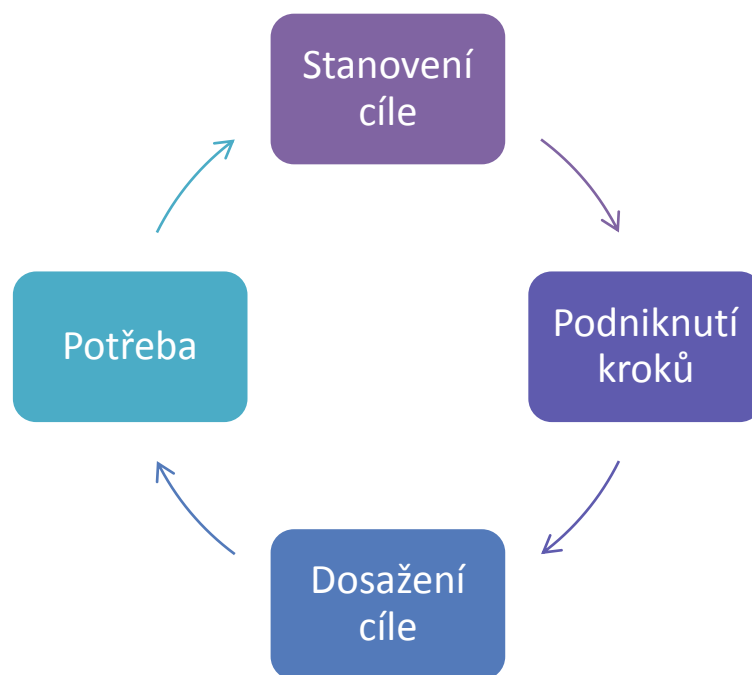 Stanovení
cíle
Podniknutí
kroků
Dosažení
cíle
Potřeba